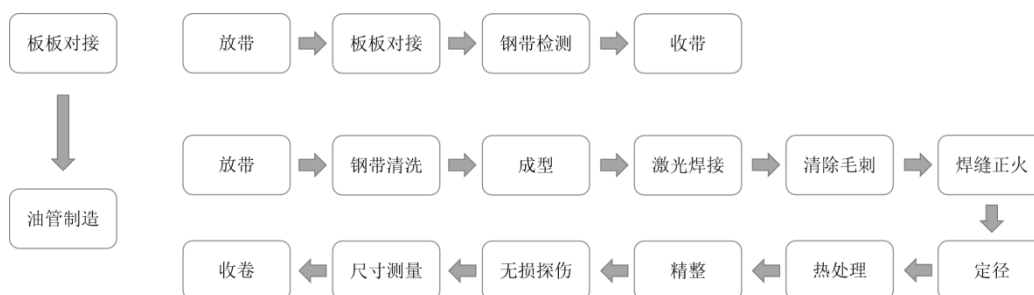 板板对接
放带
板板对接
钢带检测
收带
油管制造
放带
钢带清洗
成型
激光焊接
清除毛刺
焊缝正火
定径
热处理
精整
无损探伤
尺寸测量
收卷